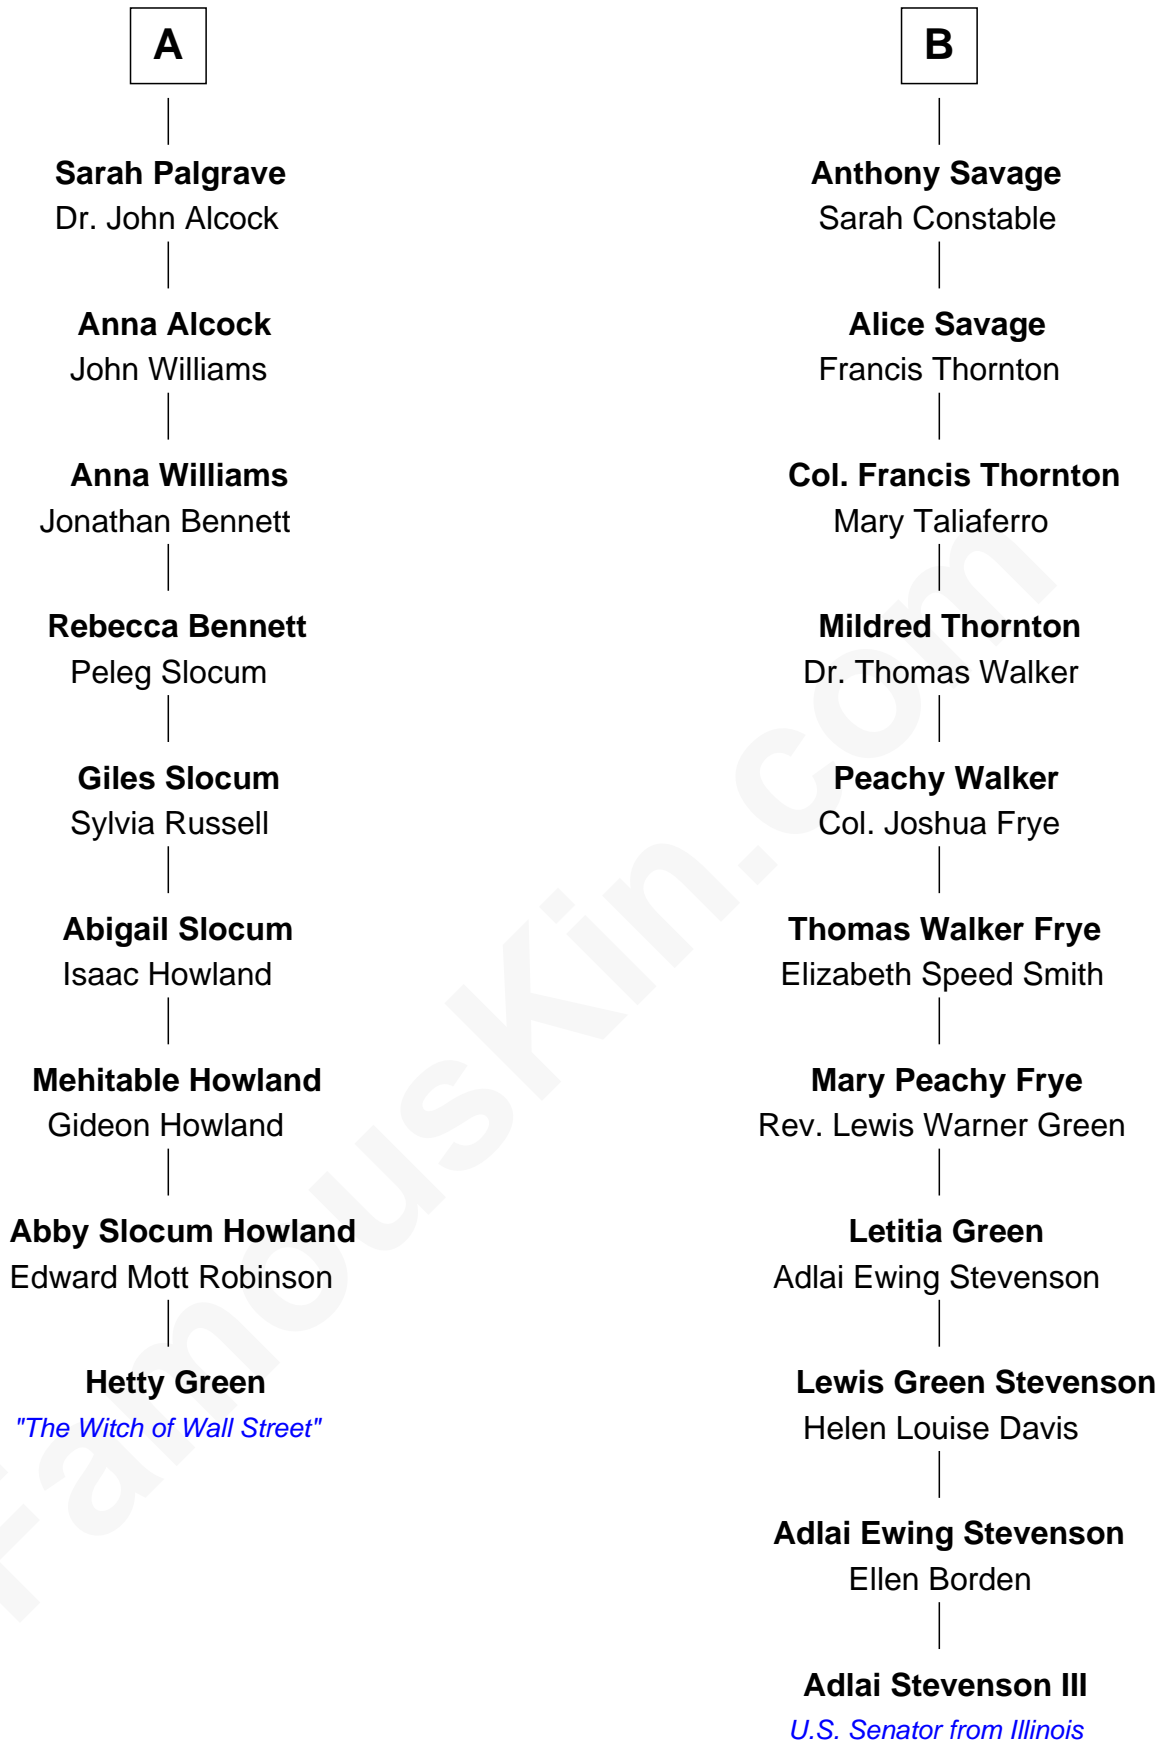 A
Sarah Palgrave
Dr. John Alcock
Anna Alcock
John Williams
Anna Williams
Jonathan Bennett
Rebecca Bennett
Peleg Slocum
Giles Slocum
Sylvia Russell
Abigail Slocum
Isaac Howland
Mehitable Howland
Gideon Howland
Abby Slocum Howland
Edward Mott Robinson
Hetty Green
"The Witch of Wall Street"
B
Anthony Savage
Sarah Constable
Alice Savage
Francis Thornton
Col. Francis Thornton
Mary Taliaferro
Mildred Thornton
Dr. Thomas Walker
Peachy Walker
Col. Joshua Frye
Thomas Walker Frye
Elizabeth Speed Smith
Mary Peachy Frye
Rev. Lewis Warner Green
Letitia Green
Adlai Ewing Stevenson
Lewis Green Stevenson
Helen Louise Davis
Adlai Ewing Stevenson
Ellen Borden
Adlai Stevenson III
U.S. Senator from Illinois
FamousKin.com